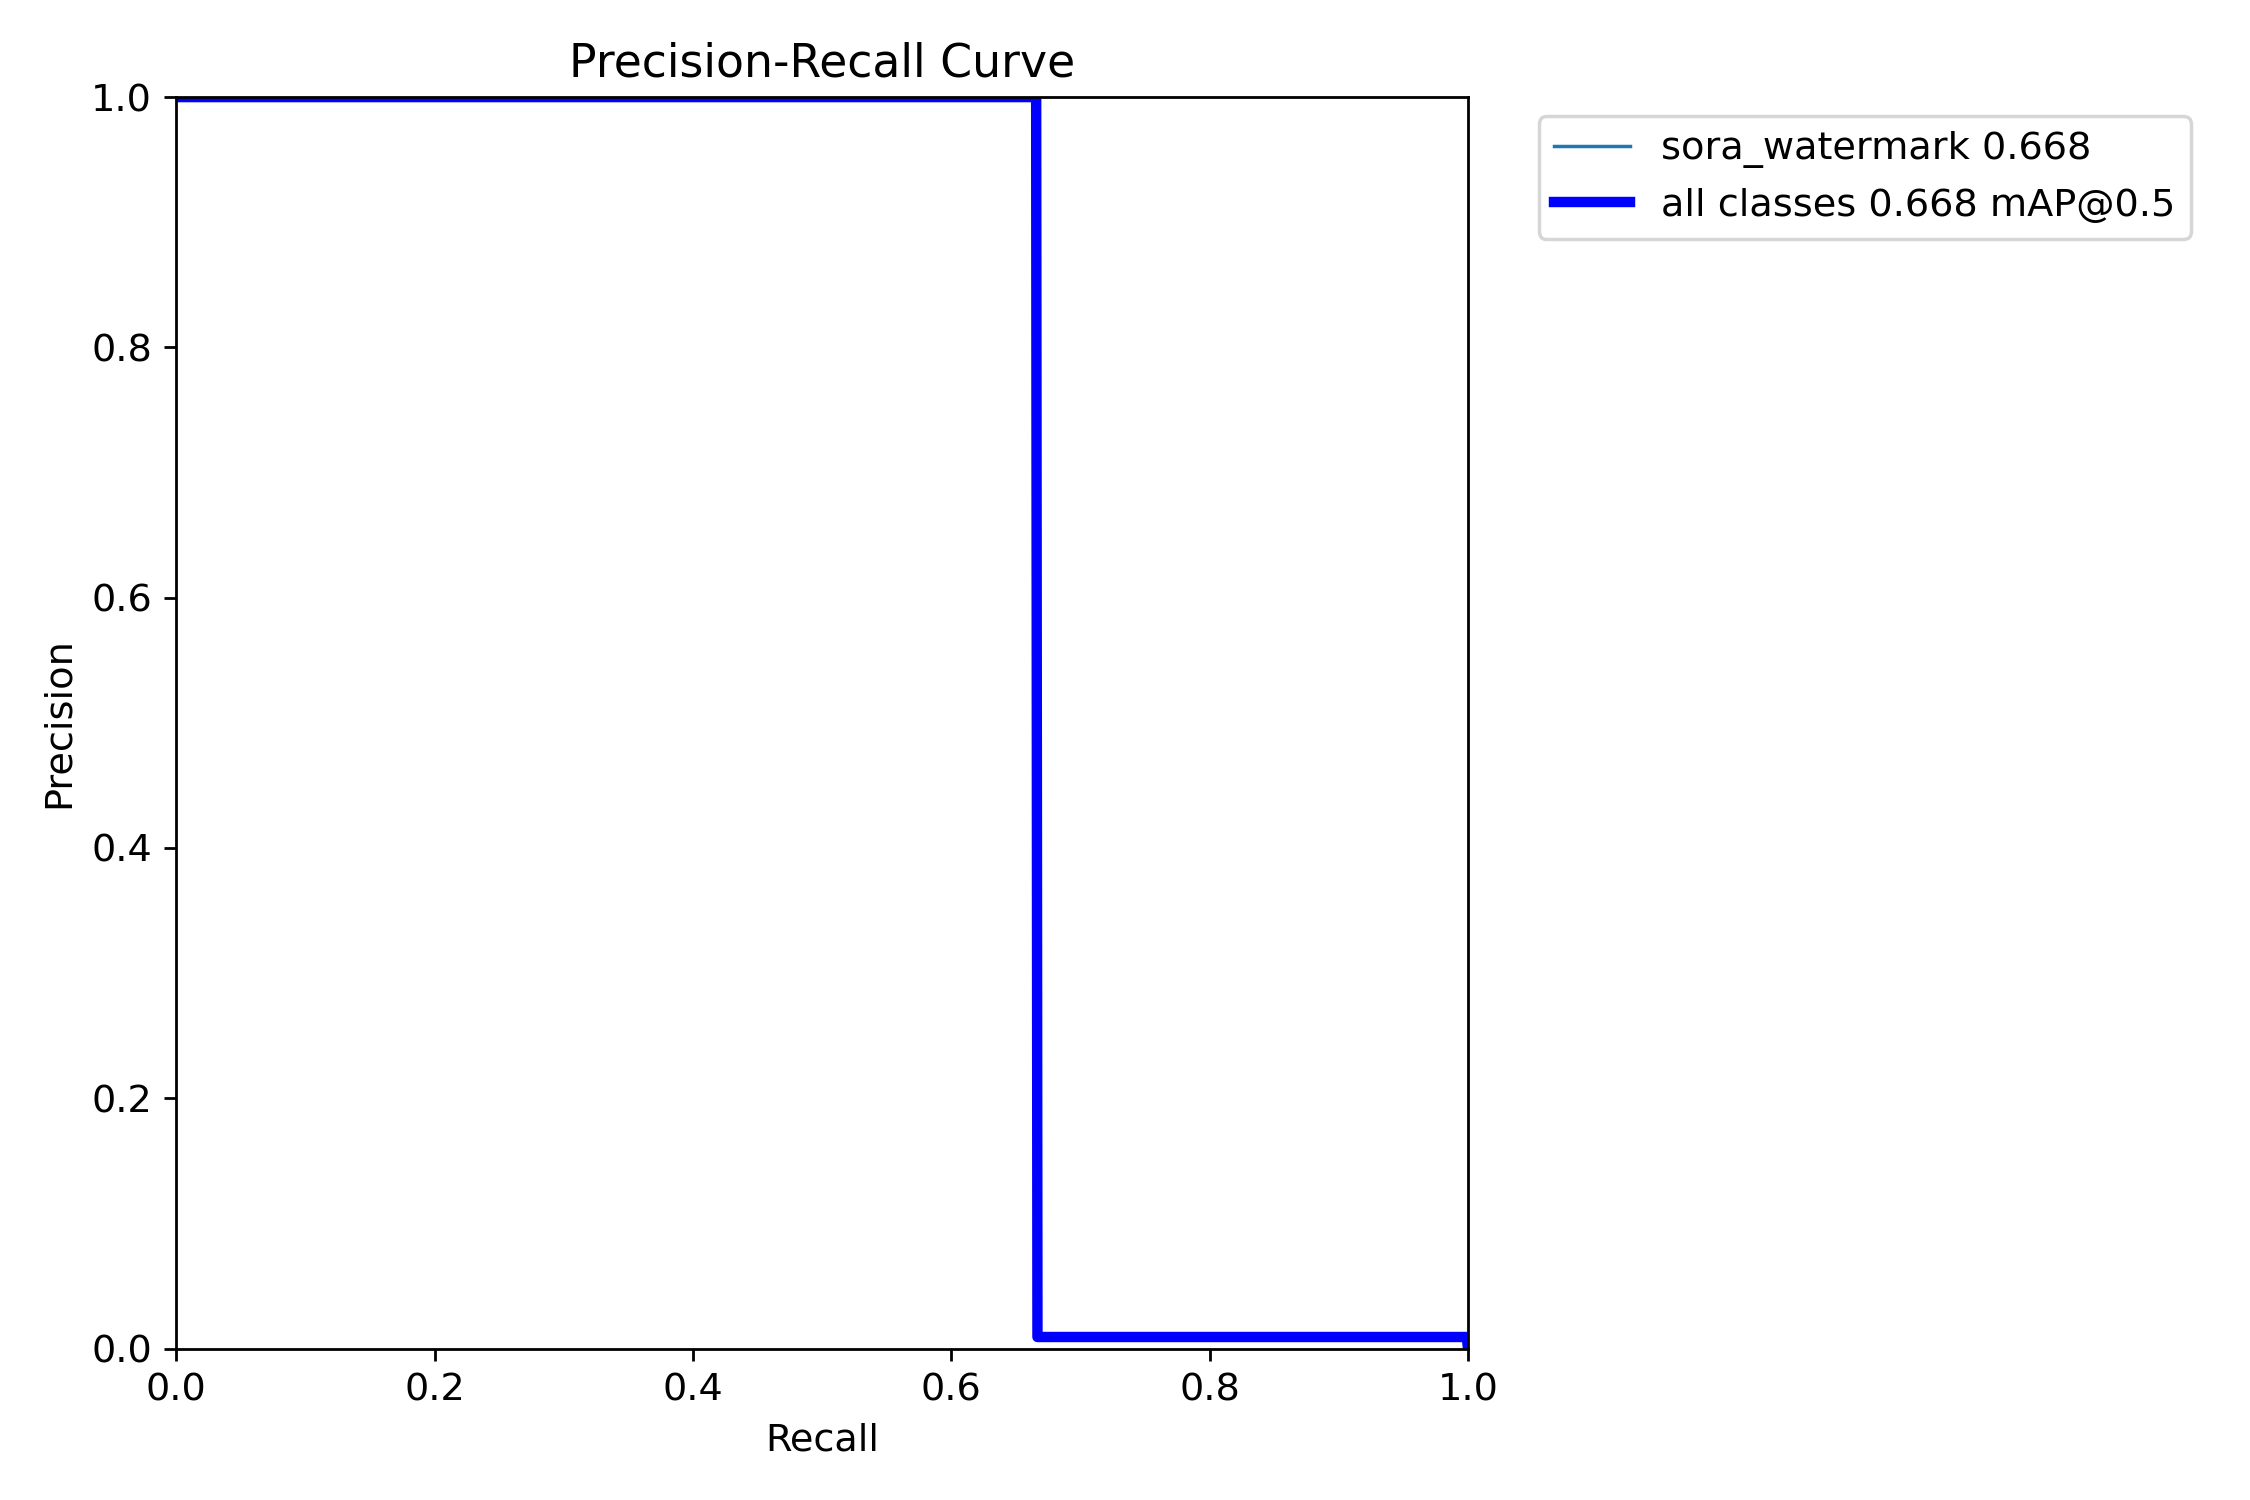 Precision-Recall Curve
1.0
0.8
0.6
0.4
0.2
0.0
Precision
0.0 0.2 0.4 0.6 0.8 1.0
Recall
sora_watermark 0.668
all classes 0.668 mAP@0.5